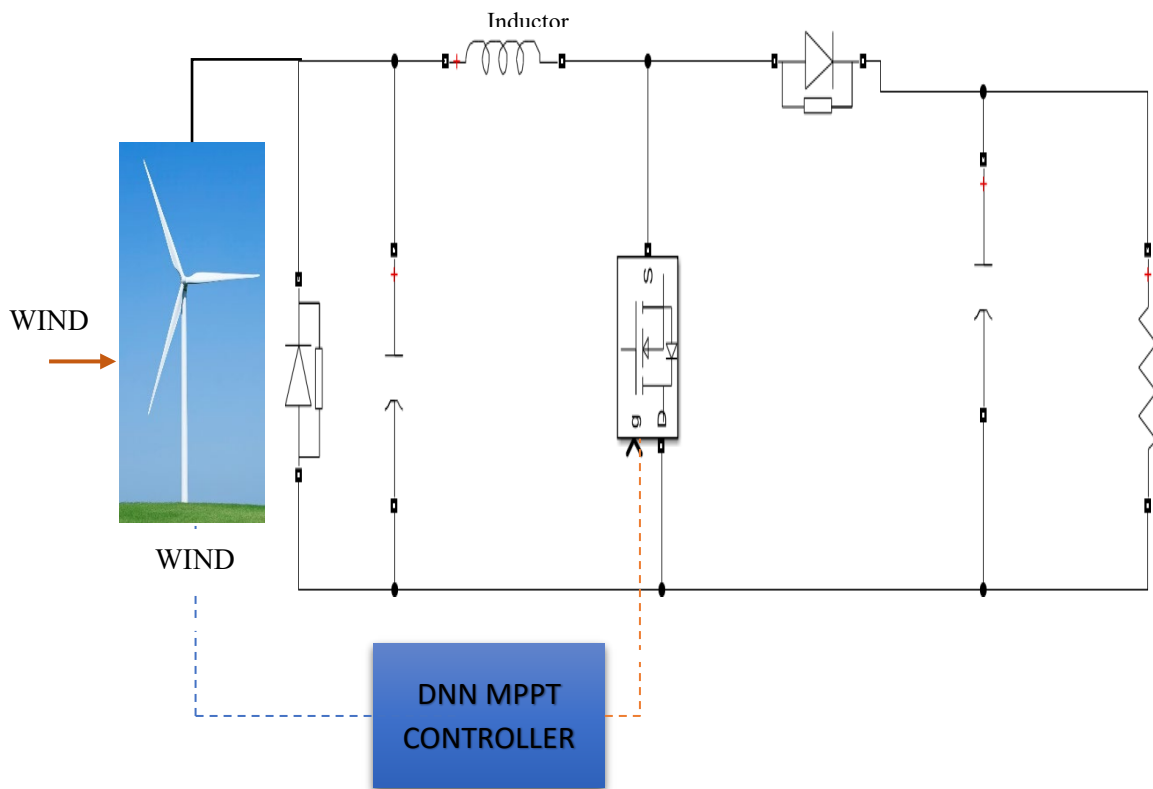 Inductor
WIND
S
g D
WIND
DNN MPPT
CONTROLLER